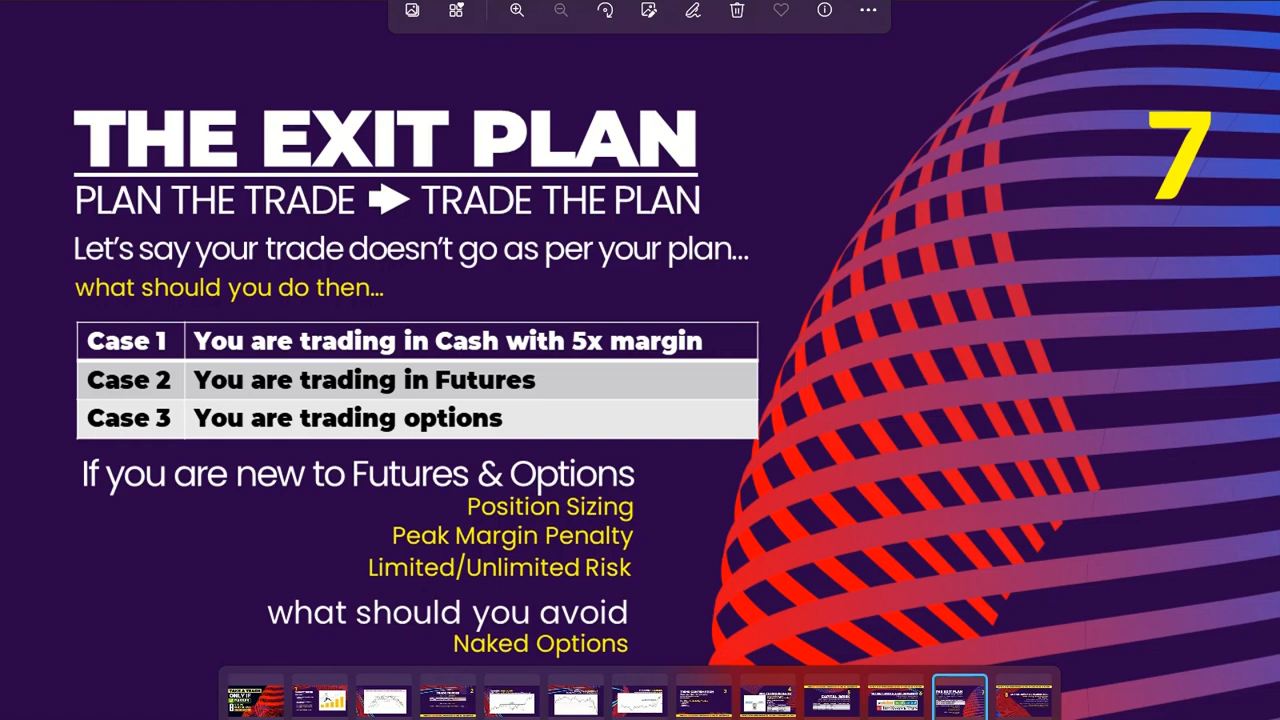 THE EXIT PLAN
7
PLAN THE TRADE TRADE THE PLAN
Let's say your trade doesn't go as per your plan...
what should you do then...
Case 1 You are trading in Cash with 5x margin
Case 2 You are trading in Futures
Case 3 You are trading options
If you are new to Futures & Options
Position Sizing
Peak Margin Penalty
Limited/Unlimited Risk
what should you avoid
Naked Options